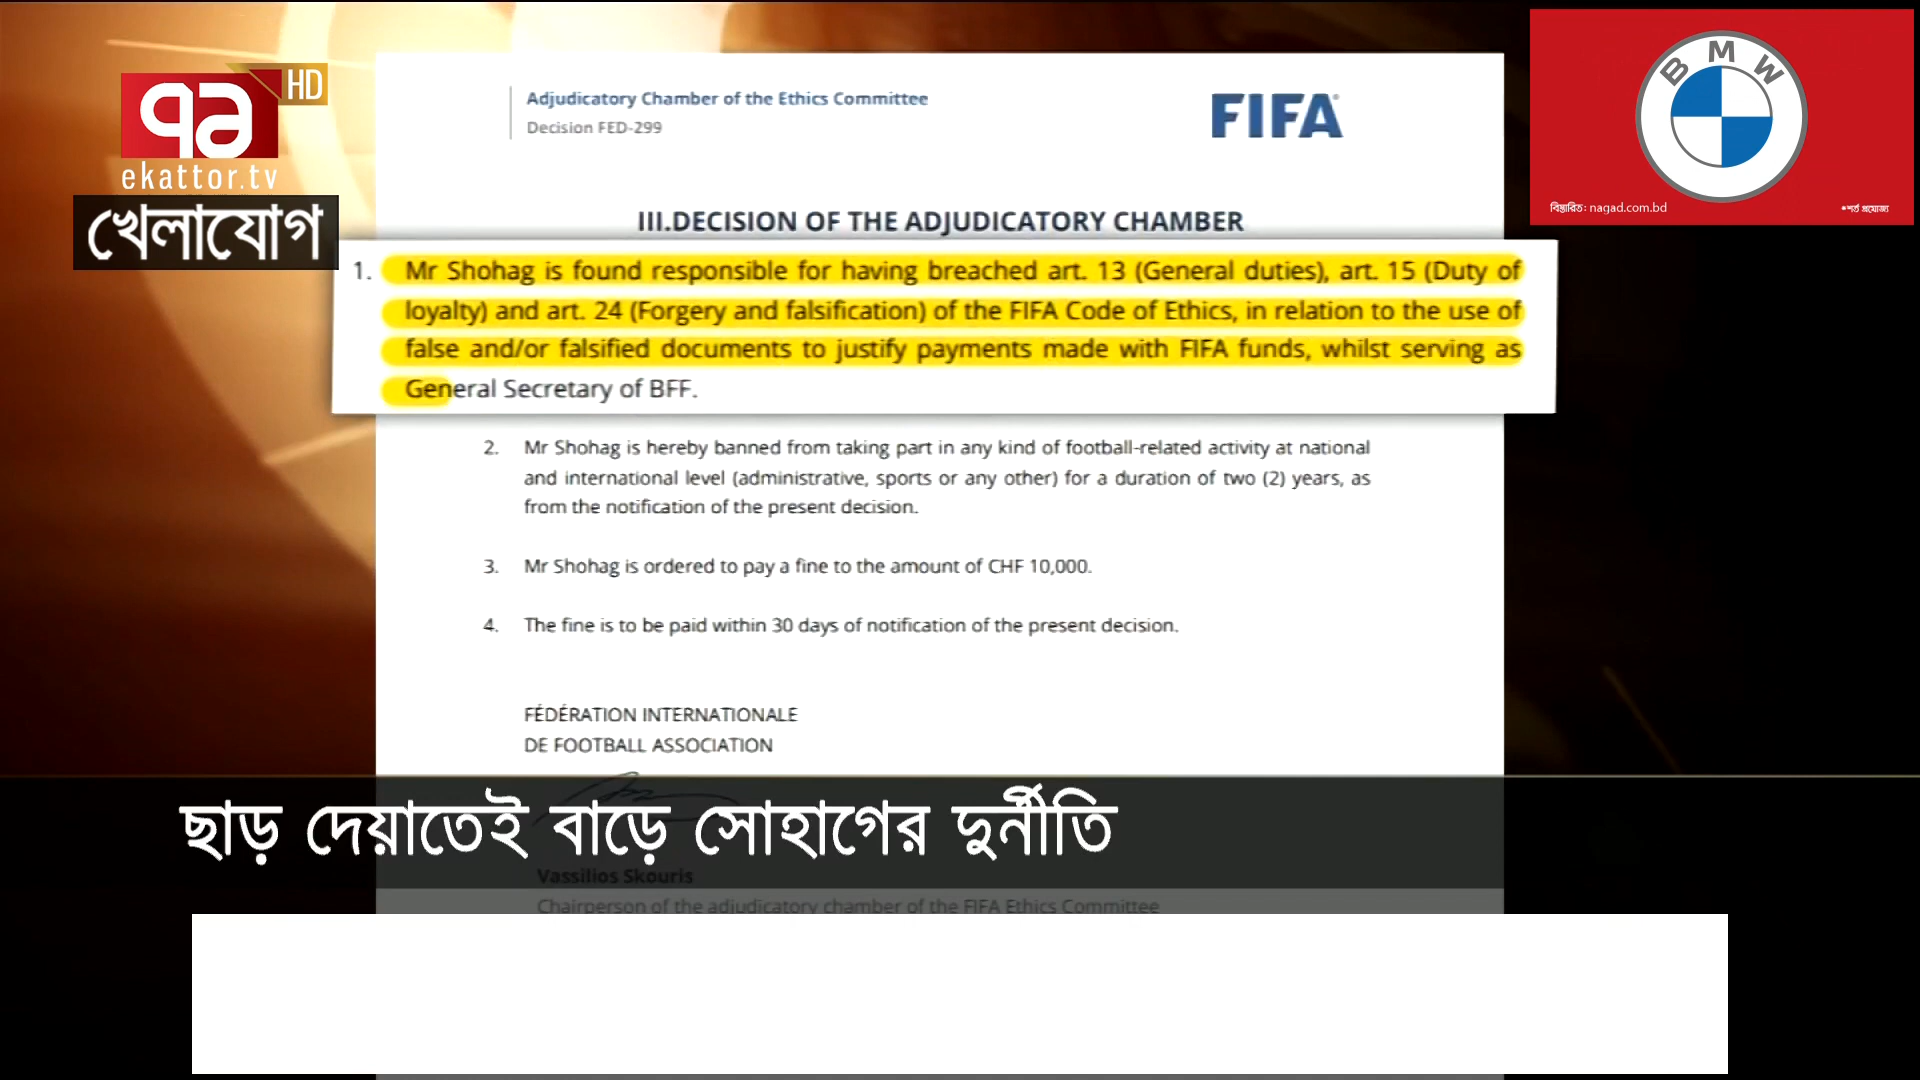 HD
ekattor.tv
খেলাযোগ
BMW
বিস্তারিত: nagad.com.bd
*শর্ত প্রযোজ্য
Adjudicatory Chamber of the Ethics Committee
Decision FED-299
FIFA
III.DECISION OF THE ADJUDICATORY CHAMBER
1. Mr Shohag is found responsible for having breached art. 13 (General duties), art. 15 (Duty of
loyalty) and art. 24 (Forgery and falsification) of the FIFA Code of Ethics, in relation to the use of
false and/or falsified documents to justify payments made with FIFA funds, whilst serving as
General Secretary of BFF.
2. Mr Shohag is hereby banned from taking part in any kind of football-related activity at national
and international level (administrative, sports or any other) for a duration of two (2) years, as
from the notification of the present decision.
3. Mr Shohag is ordered to pay a fine to the amount of CHF 10,000.
4. The fine is to be paid within 30 days of notification of the present decision.
FÉDÉRATION INTERNATIONALE
DE FOOTBALL ASSOCIATION
ছাড় দেয়াতেই বাড়ে সোহাগের দুর্নীতি
Vassilios Skouris
Chairperson of the adjudicatory chamber of the FIFA Ethics Committee